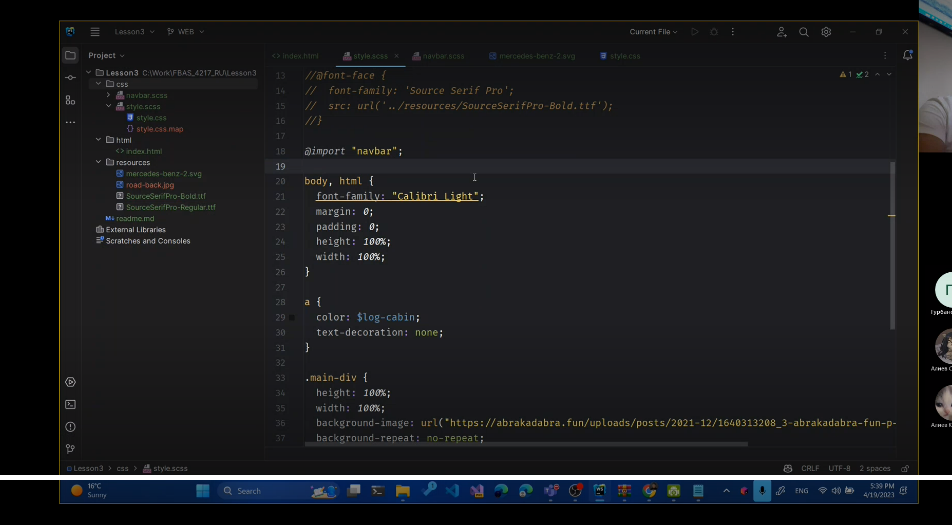 Lesson3 WEB Current File
Project
index.html style.scss navbar.scss mercedes-benz-2.svg style.css
Lesson3 C:\Work\FBAS_4217_RU\Lesson3
css
navbar.scss
style.scss
style.css
style.css.map
html
index.html
resources
mercedes-benz-2.svg
road-back.jpg
SourceSerifPro-Bold.ttf
SourceSerifPro-Regular.ttf
readme.md
External Libraries
Scratches and Consoles
1 2
13 //@font-face {
14 // font-family: 'Source Serif Pro';
15 // src: url('../resources/SourceSerifPro-Bold.ttf');
16 //}
17
18 @import "navbar";
19
20 body, html {
21 font-family: "Calibri Light";
22 margin: 0;
23 padding: 0;
24 height: 100%;
25 width: 100%;
26 }
27
28 a {
29 color: $log-cabin;
30 text-decoration: none;
31 }
32
33 .main-div {
34 height: 100%;
35 width: 100%;
36 background-image: url("https://abrakadabra.fun/uploads/posts/2021-12/1640313208_3-abrakadabra-fun-p-
37 background-repeat: no-repeat;
Г
Гурбан
Алиев С
Алиев К
Lesson3 css style.scss CRLF UTF-8 2 spaces
16°C
Sunny
Search
ENG
5:39 PM
4/19/2023